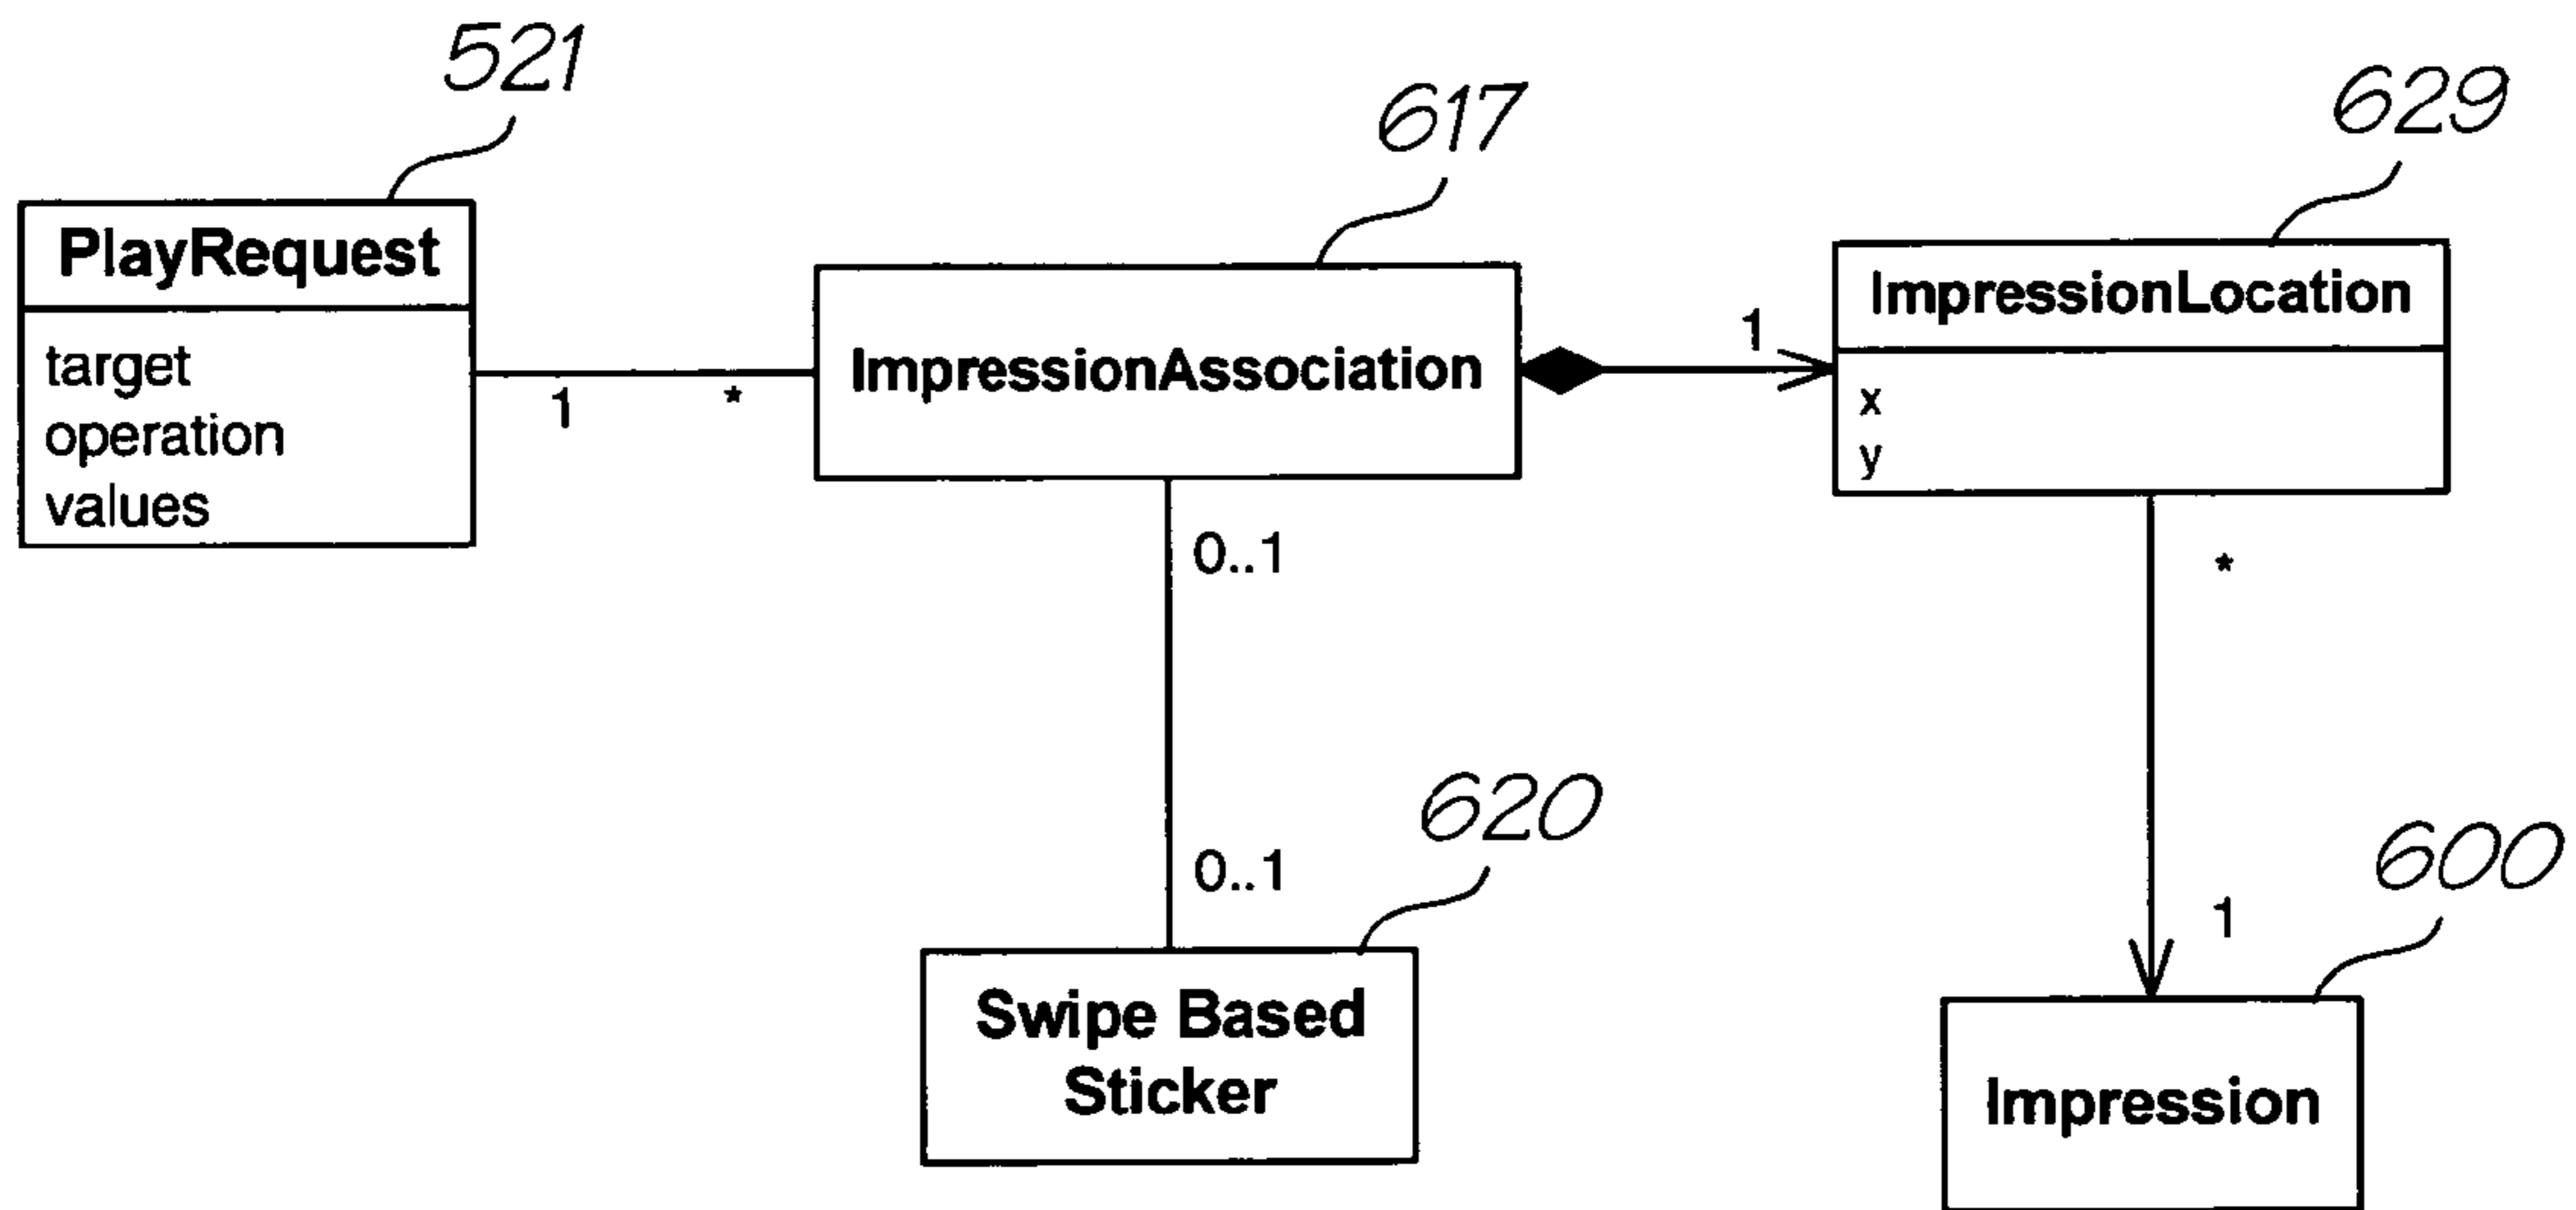 521
617
629
PlayRequest
target
operation
values
1
*
ImpressionAssociation
1
ImpressionLocation
x
y
0..1
*
0..1
620
1
600
Swipe Based
Sticker
Impression